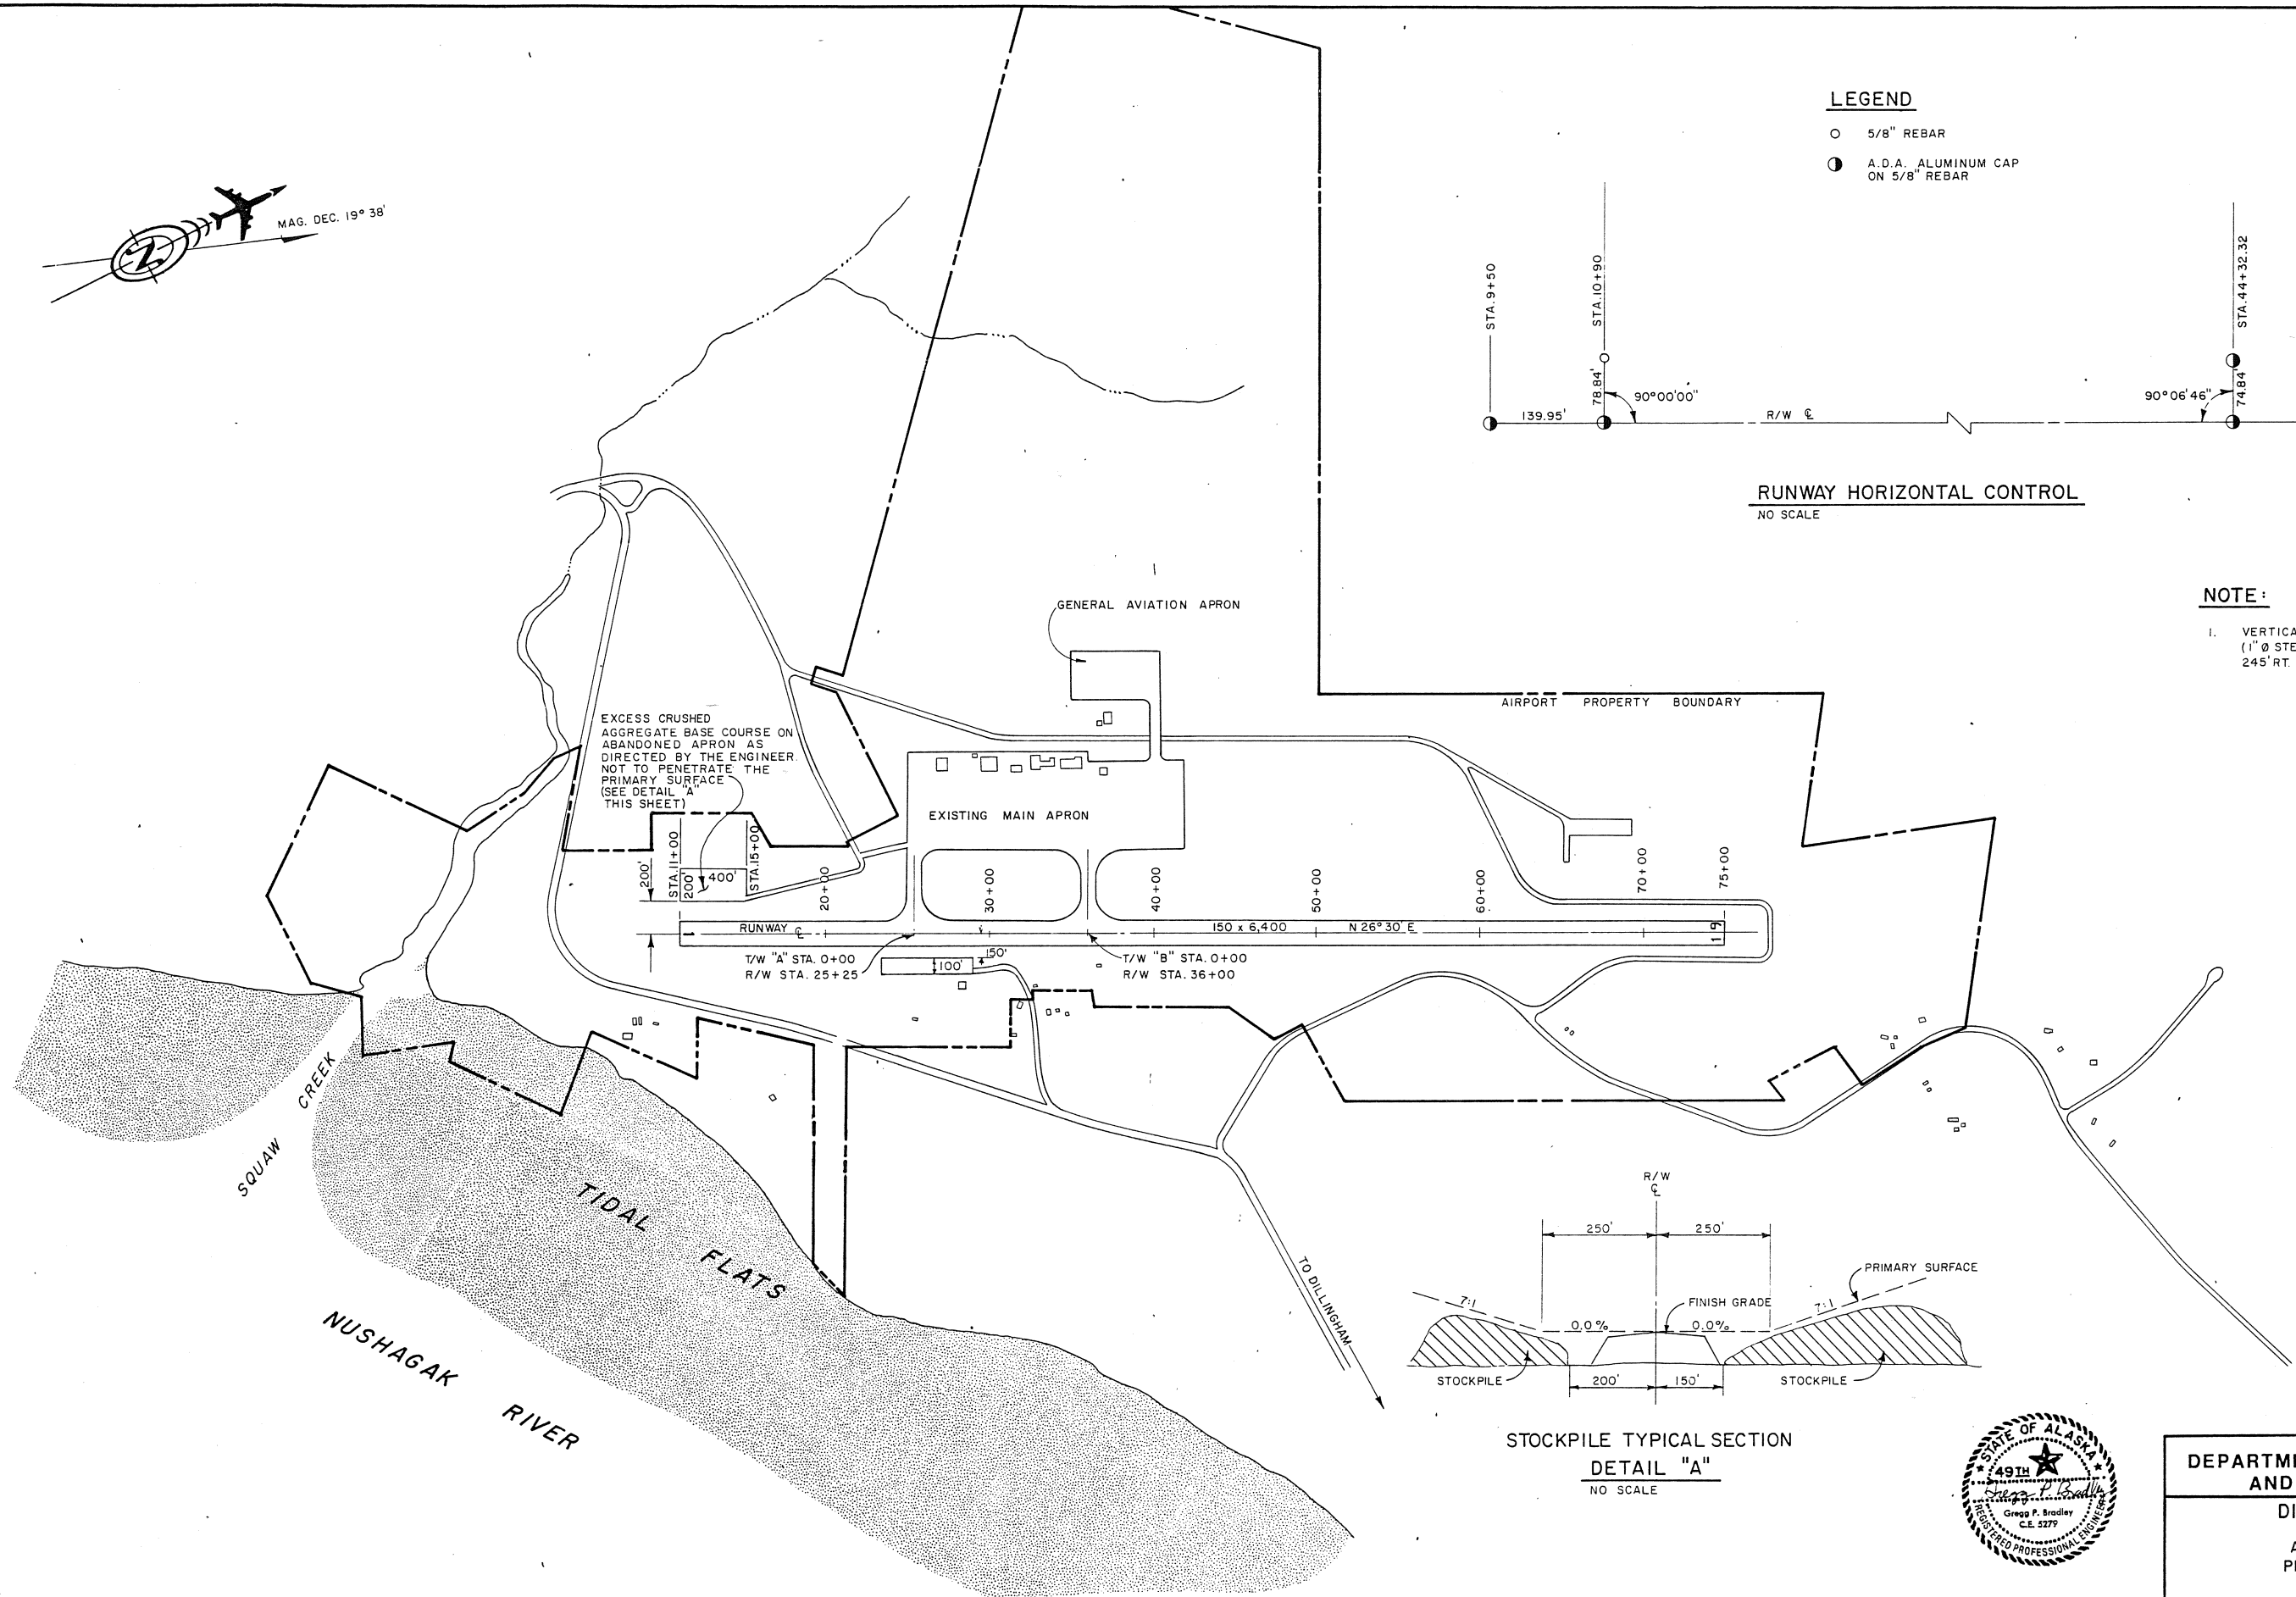 LEGEND
5/8" REBAR
A.D.A. ALUMINUM CAP
ON 5/8" REBAR
MAG. DEC. 19° 38'
STA. 9+50
STA. 10+90
STA. 44+32.32
78.84'
90°00'00"
139.95'
R/W ℄
90°06'46"
74.84'
RUNWAY HORIZONTAL CONTROL
NO SCALE
NOTE:
1. VERTICA
(1" Ø STE
245' RT.
GENERAL AVIATION APRON
AIRPORT PROPERTY BOUNDARY
EXCESS CRUSHED
AGGREGATE BASE COURSE ON
ABANDONED APRON AS
DIRECTED BY THE ENGINEER.
NOT TO PENETRATE THE
PRIMARY SURFACE
(SEE DETAIL "A"
THIS SHEET)
EXISTING MAIN APRON
200'
STA. 11+00
200'
400'
STA. 15+00
20+00
30+00
40+00
50+00
60+00
70+00
75+00
1
RUNWAY ℄
150 x 6,400
N 26°30' E
19
T/W "A" STA. 0+00
R/W STA. 25+25
100'
150'
T/W "B" STA. 0+00
R/W STA. 36+00
SQUAW CREEK
TIDAL FLATS
NUSHAGAK RIVER
TO DILLINGHAM
R/W
℄
250'
250'
PRIMARY SURFACE
7:1
FINISH GRADE
7:1
0.0%
0.0%
STOCKPILE
200'
150'
STOCKPILE
STOCKPILE TYPICAL SECTION
DETAIL "A"
NO SCALE
STATE OF ALASKA
49TH
Gregg P. Bradley
Gregg P. Bradley
C.E. 5279
REGISTERED PROFESSIONAL ENGINEER
DEPARTME
AND
DI
A
P